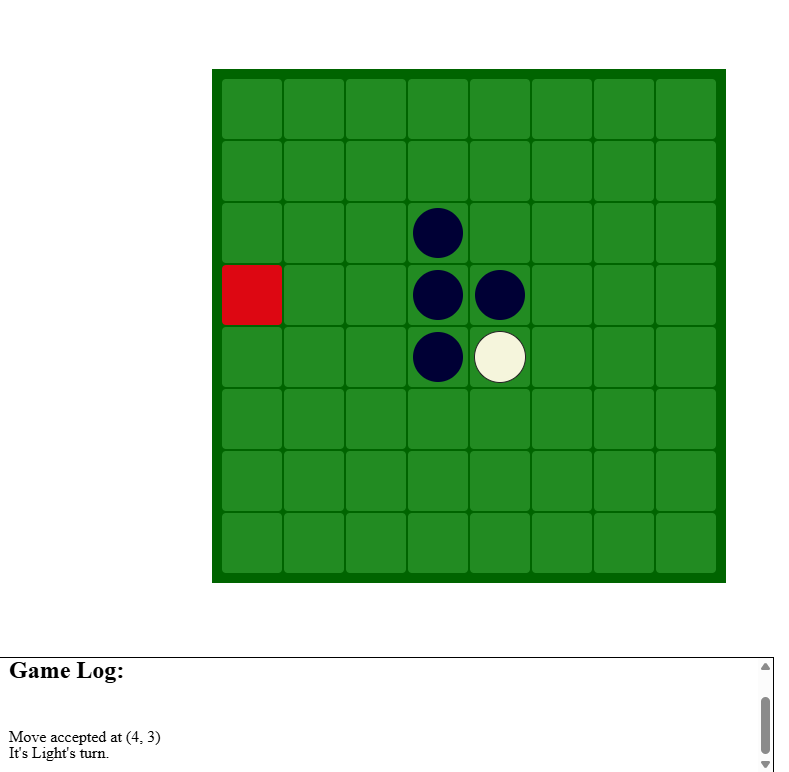 Game Log:
Move accepted at (4, 3)
It's Light's turn.